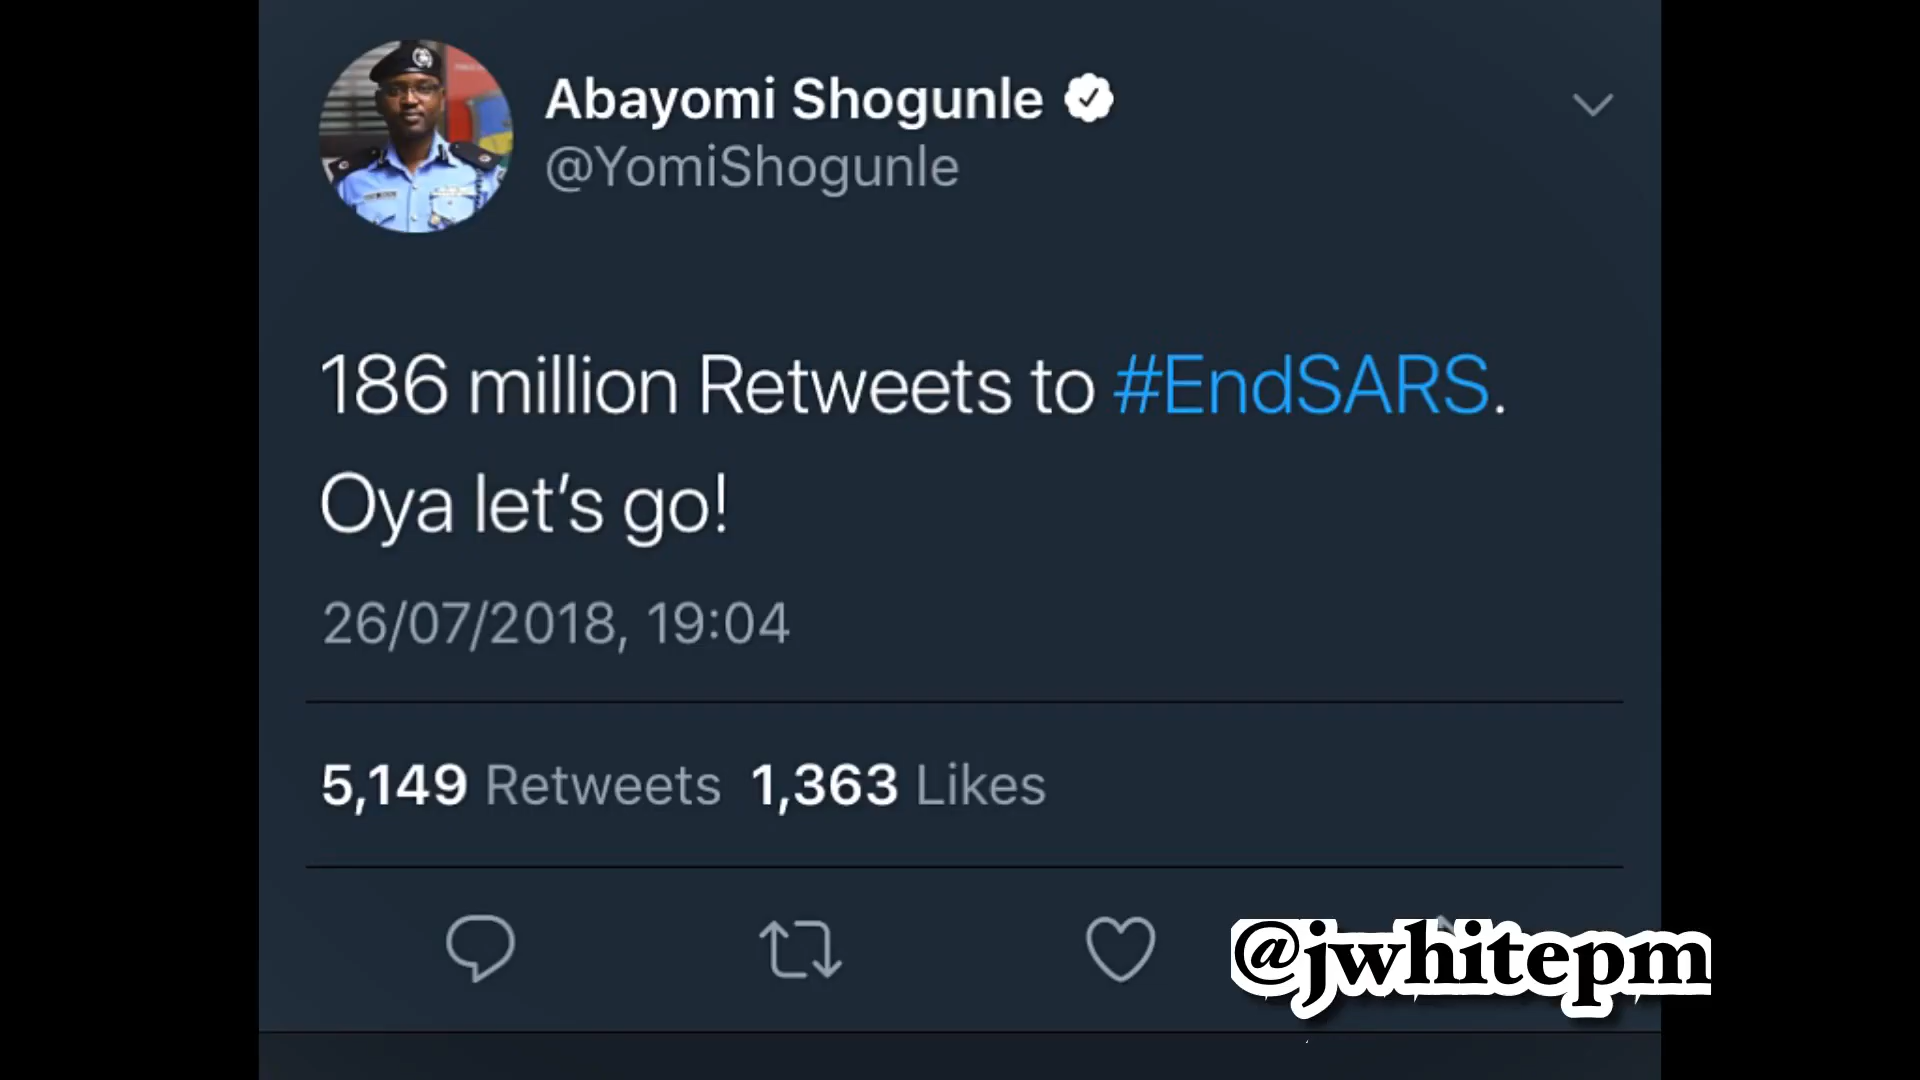 Abayomi Shogunle
@YomiShogunle
186 million Retweets to #EndSARS.
Oya let's go!
26/07/2018, 19:04
5,149 Retweets 1,363 Likes
@jwhitepm